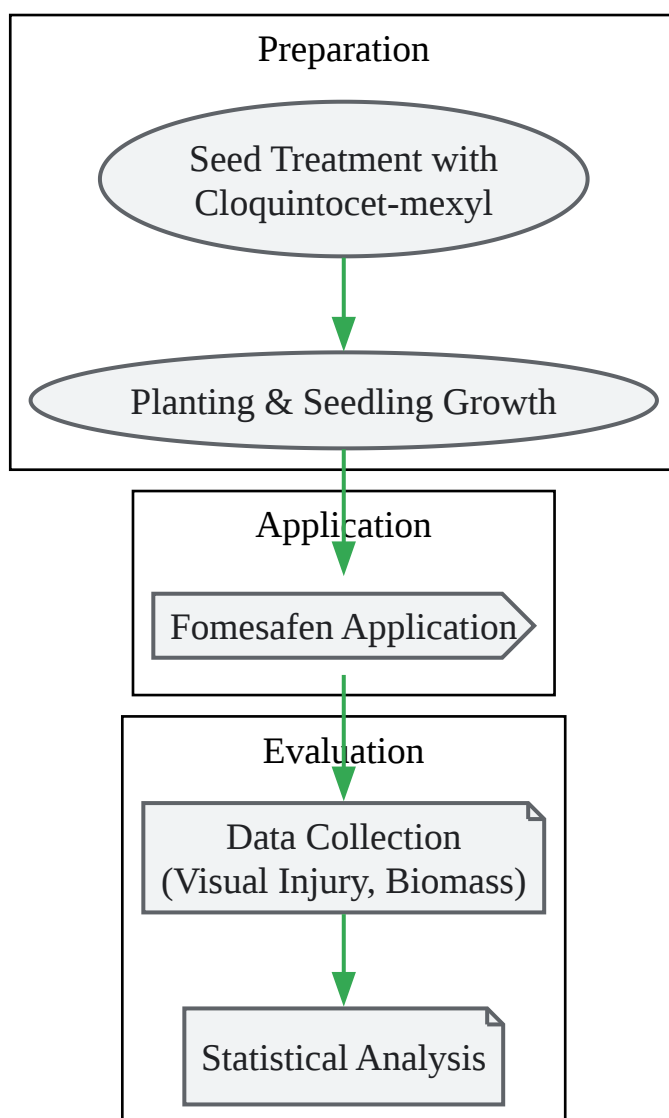 Preparation
Seed Treatment with
Cloquintocet-mexyl
Planting & Seedling Growth
Application
Fomesafen Application
Evaluation
Data Collection
(Visual Injury, Biomass)
Statistical Analysis